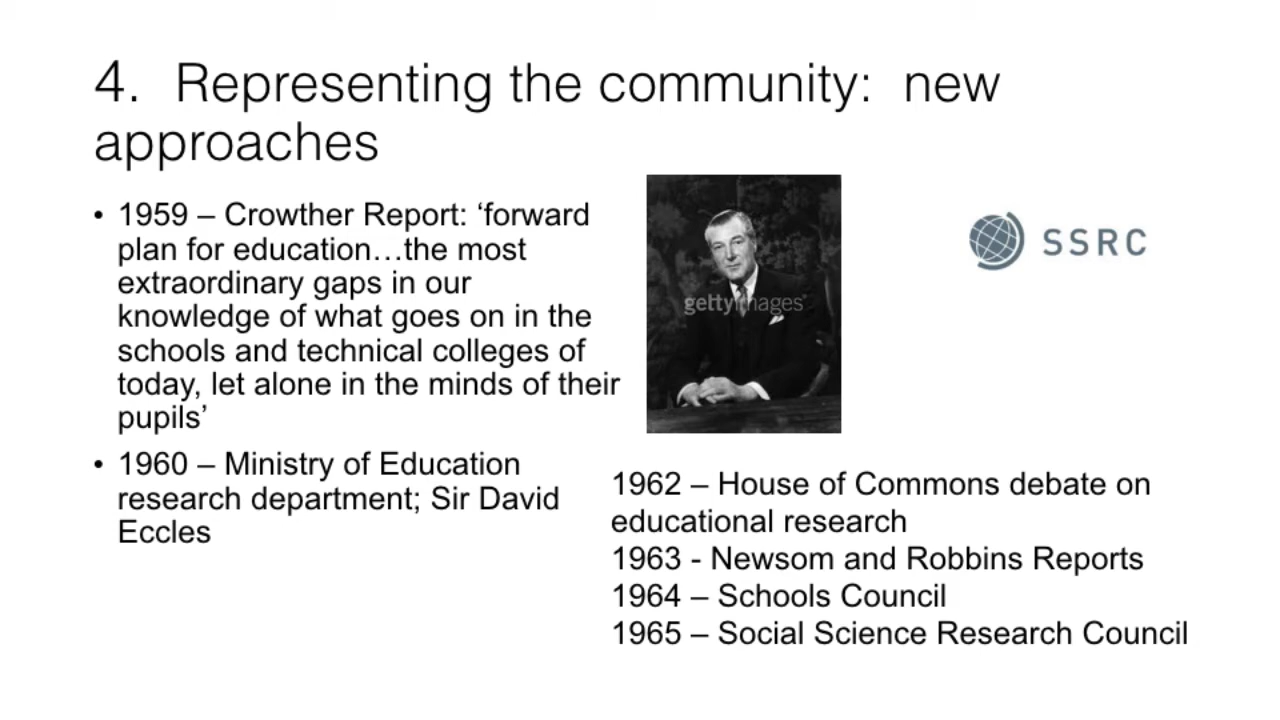 4.  Representing the community:  new
approaches
• 1959 – Crowther Report: ‘forward
plan for education…the most
extraordinary gaps in our
knowledge of what goes on in the
schools and technical colleges of
today, let alone in the minds of their
pupils’
• 1960 – Ministry of Education
research department; Sir David
Eccles
gettyimages
SSRC
1962 – House of Commons debate on
educational research
1963 - Newsom and Robbins Reports
1964 – Schools Council
1965 – Social Science Research Council